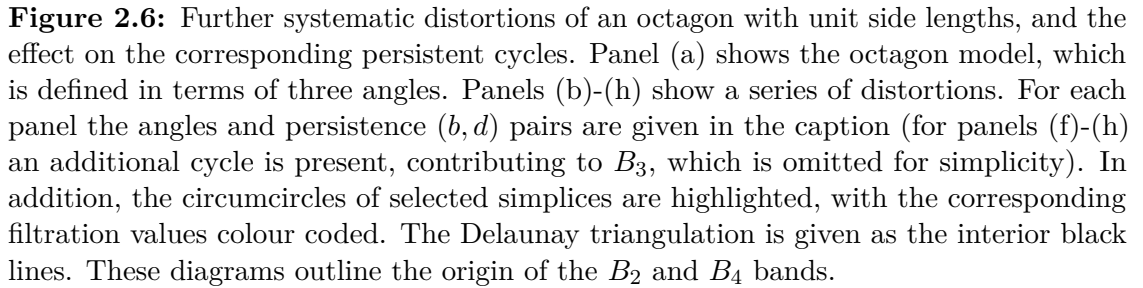 Figure 2.6: Further systematic distortions of an octagon with unit side lengths, and the
effect on the corresponding persistent cycles. Panel (a) shows the octagon model, which
is defined in terms of three angles. Panels (b)-(h) show a series of distortions. For each
panel the angles and persistence (b, d) pairs are given in the caption (for panels (f)-(h)
an additional cycle is present, contributing to B₃, which is omitted for simplicity). In
addition, the circumcircles of selected simplices are highlighted, with the corresponding
filtration values colour coded. The Delaunay triangulation is given as the interior black
lines. These diagrams outline the origin of the B₂ and B₄ bands.